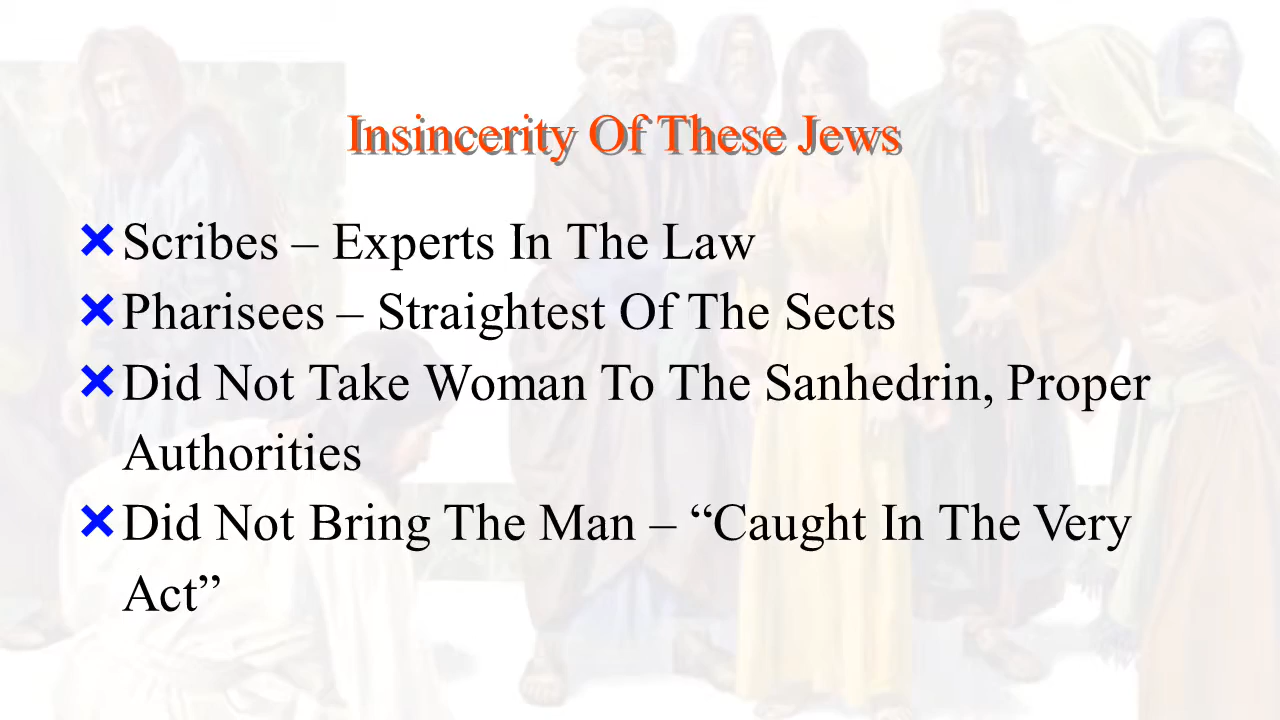 Insincerity Of These Jews
Scribes – Experts In The Law
Pharisees – Straightest Of The Sects
Did Not Take Woman To The Sanhedrin, Proper
Authorities
Did Not Bring The Man – “Caught In The Very
Act”